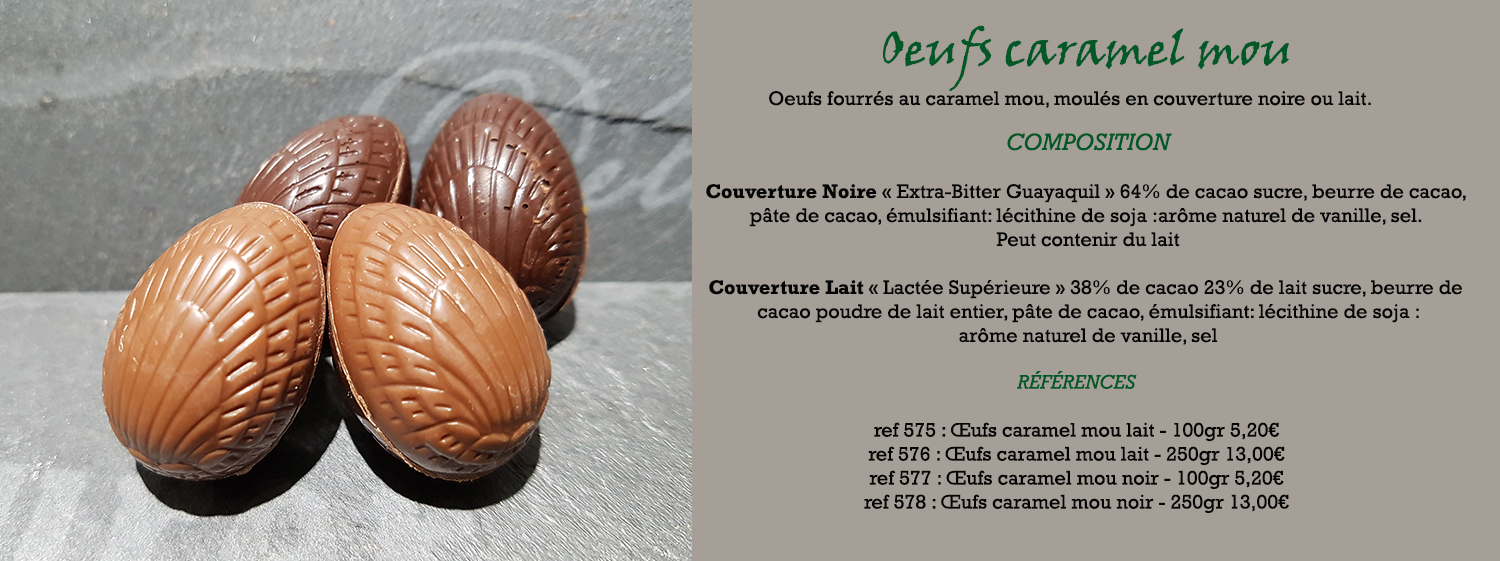 Oeufs caramel mou
Oeufs fourrés au caramel mou, moulés en couverture noire ou lait.
COMPOSITION
Couverture Noire « Extra-Bitter Guayaquil » 64% de cacao sucre, beurre de cacao,
pâte de cacao, émulsifiant: lécithine de soja :arôme naturel de vanille, sel.
Peut contenir du lait
Couverture Lait « Lactée Supérieure » 38% de cacao 23% de lait sucre, beurre de
cacao poudre de lait entier, pâte de cacao, émulsifiant: lécithine de soja :
arôme naturel de vanille, sel
RÉFÉRENCES
ref 575 : Œufs caramel mou lait - 100gr 5,20€
ref 576 : Œufs caramel mou lait - 250gr 13,00€
ref 577 : Œufs caramel mou noir - 100gr 5,20€
ref 578 : Œufs caramel mou noir - 250gr 13,00€